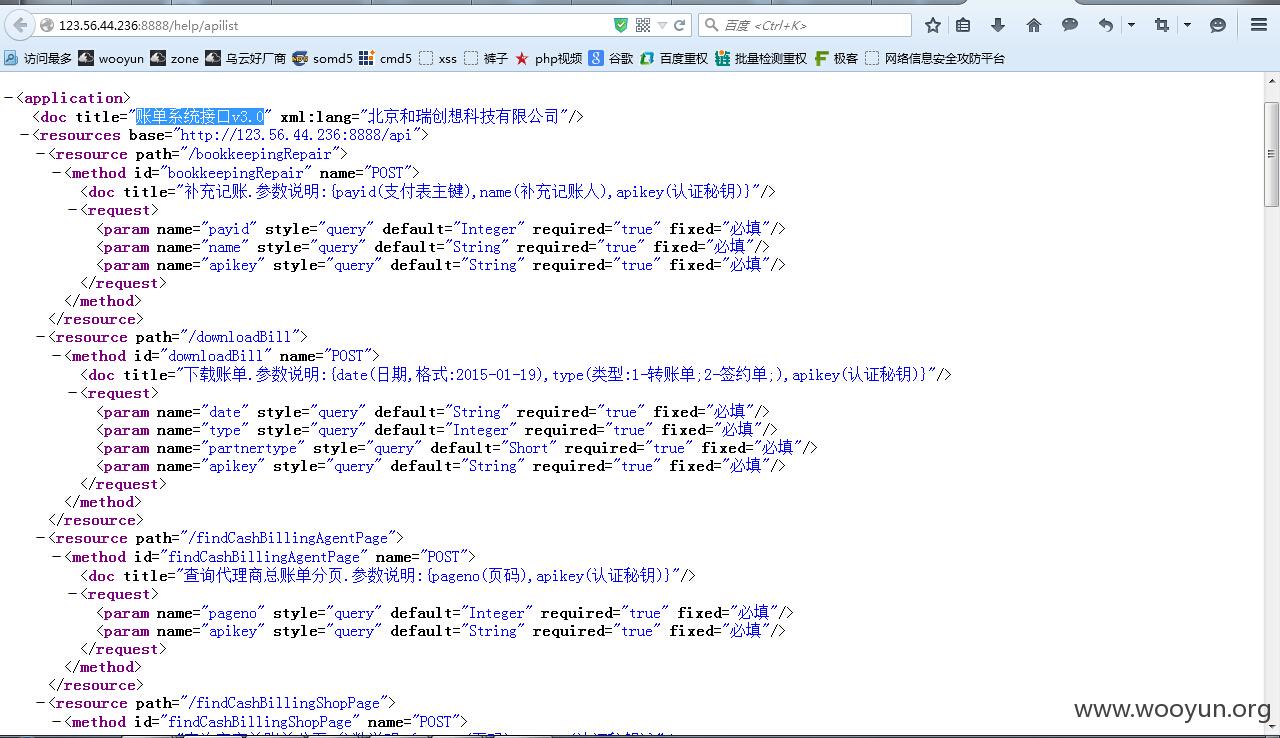 123.56.44.236:8888/help/apilist
百度 <Ctrl+K>
访问最多 wooyun zone 乌云好厂商 somd5 cmd5 xss 裤子 php视频 谷歌 百度重权 批量检测重权 极客 网络信息安全攻防平台
−<application>
<doc title="账单系统接口v3.0" xml:lang="北京和瑞创想科技有限公司"/>
−<resources base="http://123.56.44.236:8888/api">
−<resource path="/bookkeepingRepair">
−<method id="bookkeepingRepair" name="POST">
<doc title="补充记账.参数说明:{payid(支付表主键),name(补充记账人),apikey(认证秘钥)}"/>
−<request>
<param name="payid" style="query" default="Integer" required="true" fixed="必填"/>
<param name="name" style="query" default="String" required="true" fixed="必填"/>
<param name="apikey" style="query" default="String" required="true" fixed="必填"/>
</request>
</method>
</resource>
−<resource path="/downloadBill">
−<method id="downloadBill" name="POST">
<doc title="下载账单.参数说明:{date(日期,格式:2015-01-19),type(类型:1-转账单;2-签约单;),apikey(认证秘钥)}"/>
−<request>
<param name="date" style="query" default="String" required="true" fixed="必填"/>
<param name="type" style="query" default="Integer" required="true" fixed="必填"/>
<param name="partnertype" style="query" default="Short" required="true" fixed="必填"/>
<param name="apikey" style="query" default="String" required="true" fixed="必填"/>
</request>
</method>
</resource>
−<resource path="/findCashBillingAgentPage">
−<method id="findCashBillingAgentPage" name="POST">
<doc title="查询代理商总账单分页.参数说明:{pageno(页码),apikey(认证秘钥)}"/>
−<request>
<param name="pageno" style="query" default="Integer" required="true" fixed="必填"/>
<param name="apikey" style="query" default="String" required="true" fixed="必填"/>
</request>
</method>
</resource>
−<resource path="/findCashBillingShopPage">
−<method id="findCashBillingShopPage" name="POST">
www.wooyun.org